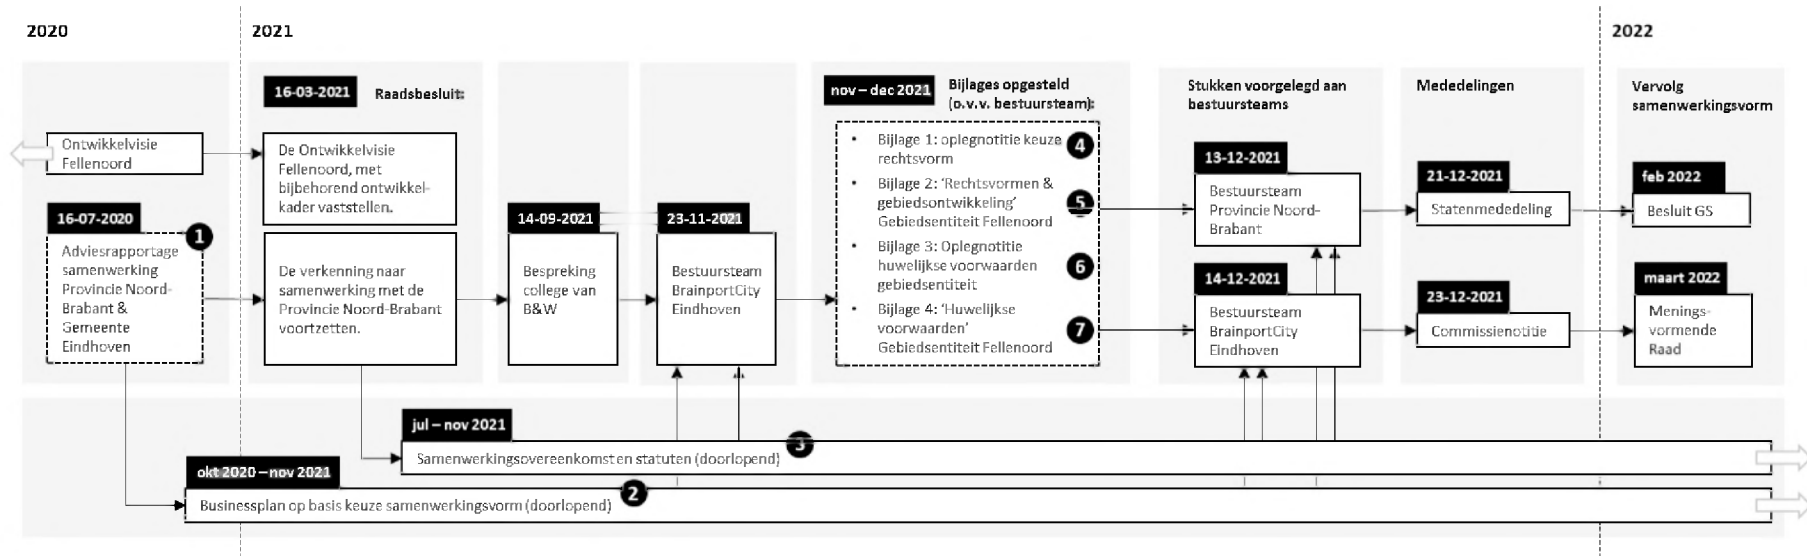 2020
2021
2022
Ontwikkelvisie
Fellenoord
16-07-2020
1
Adviesrapportage
samenwerking
Provincie Noord-
Brabant &
Gemeente
Eindhoven
16-03-2021
Raadsbesluit:
De Ontwikkelvisie
Fellenoord, met
bijbehorend ontwikkel-
kader vaststellen.
De verkenning naar
samenwerking met de
Provincie Noord-Brabant
voortzetten.
14-09-2021
Bespreking
college van
B&W
23-11-2021
Bestuursteam
BrainportCity
Eindhoven
nov – dec 2021
Bijlages opgesteld
(o.v.v. bestuursteam):
• Bijlage 1: oplegnotitie keuze
rechtsvorm
4
• Bijlage 2: ‘Rechtsvormen &
gebiedsontwikkeling’
Gebiedsentiteit Fellenoord
5
• Bijlage 3: Oplegnotitie
huwelijkse voorwaarden
gebiedsentiteit
6
• Bijlage 4: ‘Huwelijkse
voorwaarden’
Gebiedsentiteit Fellenoord
7
Stukken voorgelegd aan
bestuursteams
13-12-2021
Bestuursteam
Provincie Noord-
Brabant
14-12-2021
Bestuursteam
BrainportCity
Eindhoven
Mededelingen
21-12-2021
Statenmededeling
23-12-2021
Commissienotitie
Vervolg
samenwerkingsvorm
feb 2022
Besluit GS
maart 2022
Menings-
vormende
Raad
jul – nov 2021
3
Samenwerkingsovereenkomst en statuten (doorlopend)
okt 2020 – nov 2021
2
Businessplan op basis keuze samenwerkingsvorm (doorlopend)